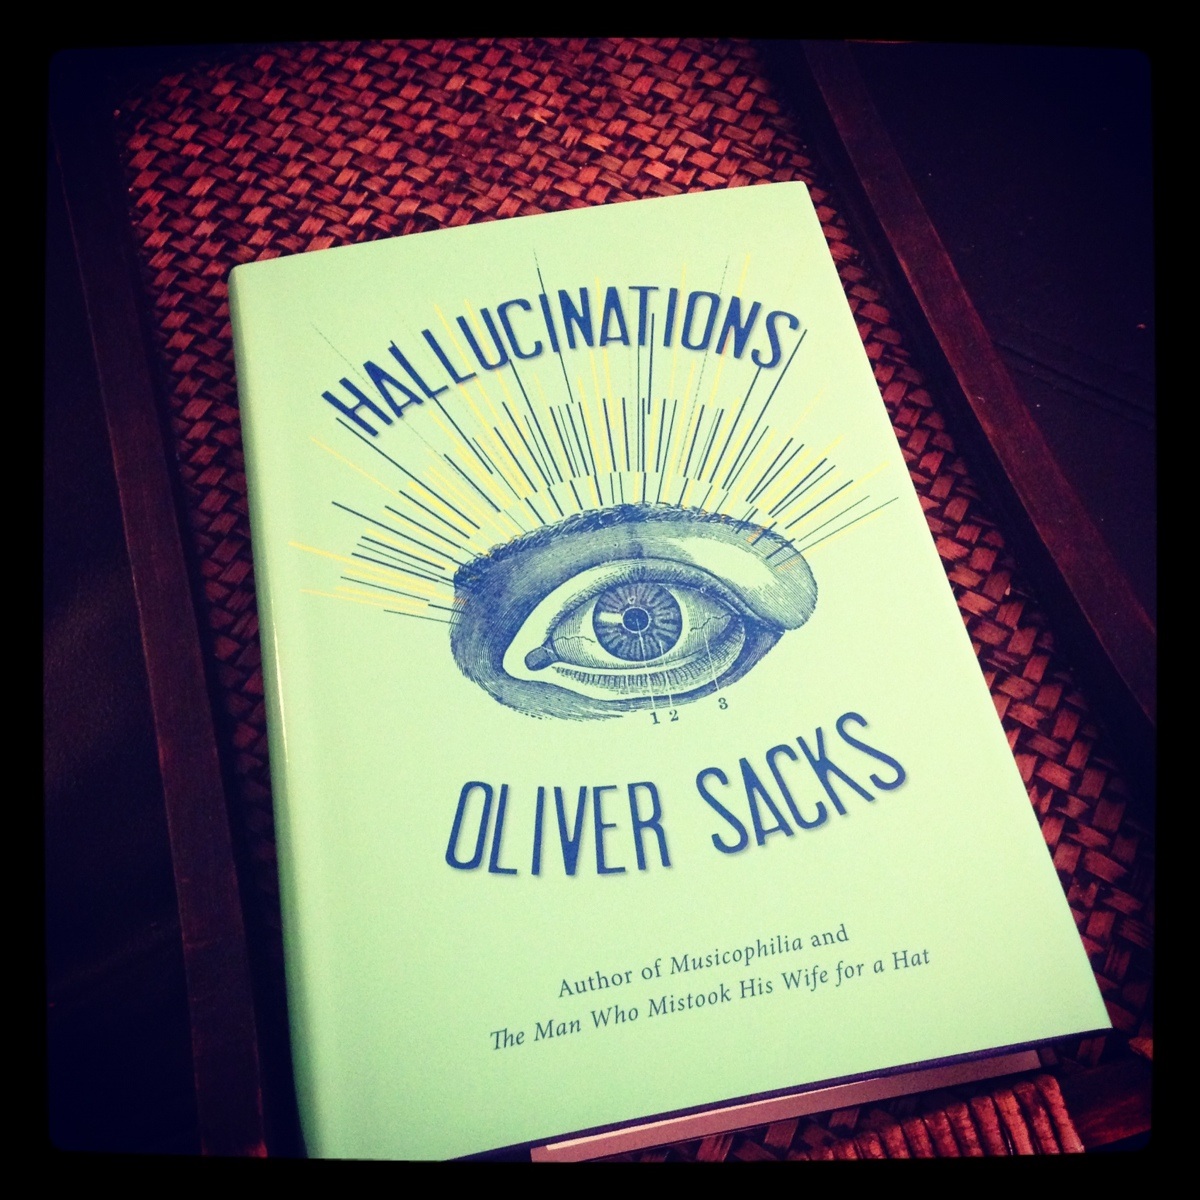 HALLUCINATIONS
1 2 3
OLIVER SACKS
Author of Musicophilia and
The Man Who Mistook His Wife for a Hat